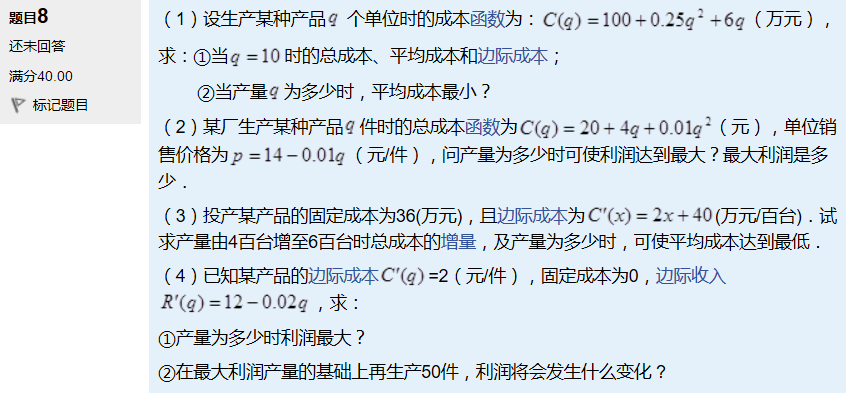 题目8
还未回答
满分40.00
标记题目
（1）设生产某种产品q 个单位时的成本函数为：C(q)=100+0.25q²+6q（万元），
求：①当q=10 时的总成本、平均成本和边际成本；
②当产量q 为多少时，平均成本最小？
（2）某厂生产某种产品q 件时的总成本函数为C(q)=20+4q+0.01q²（元），单位销
售价格为p=14-0.01q（元/件），问产量为多少时可使利润达到最大？最大利润是多
少．
（3）投产某产品的固定成本为36(万元)，且边际成本为C′(x)=2x+40(万元/百台)．试
求产量由4百台增至6百台时总成本的增量，及产量为多少时，可使平均成本达到最低．
（4）已知某产品的边际成本C′(q) =2（元/件），固定成本为0，边际收入
R′(q)=12-0.02q ，求：
①产量为多少时利润最大？
②在最大利润产量的基础上再生产50件，利润将会发生什么变化？